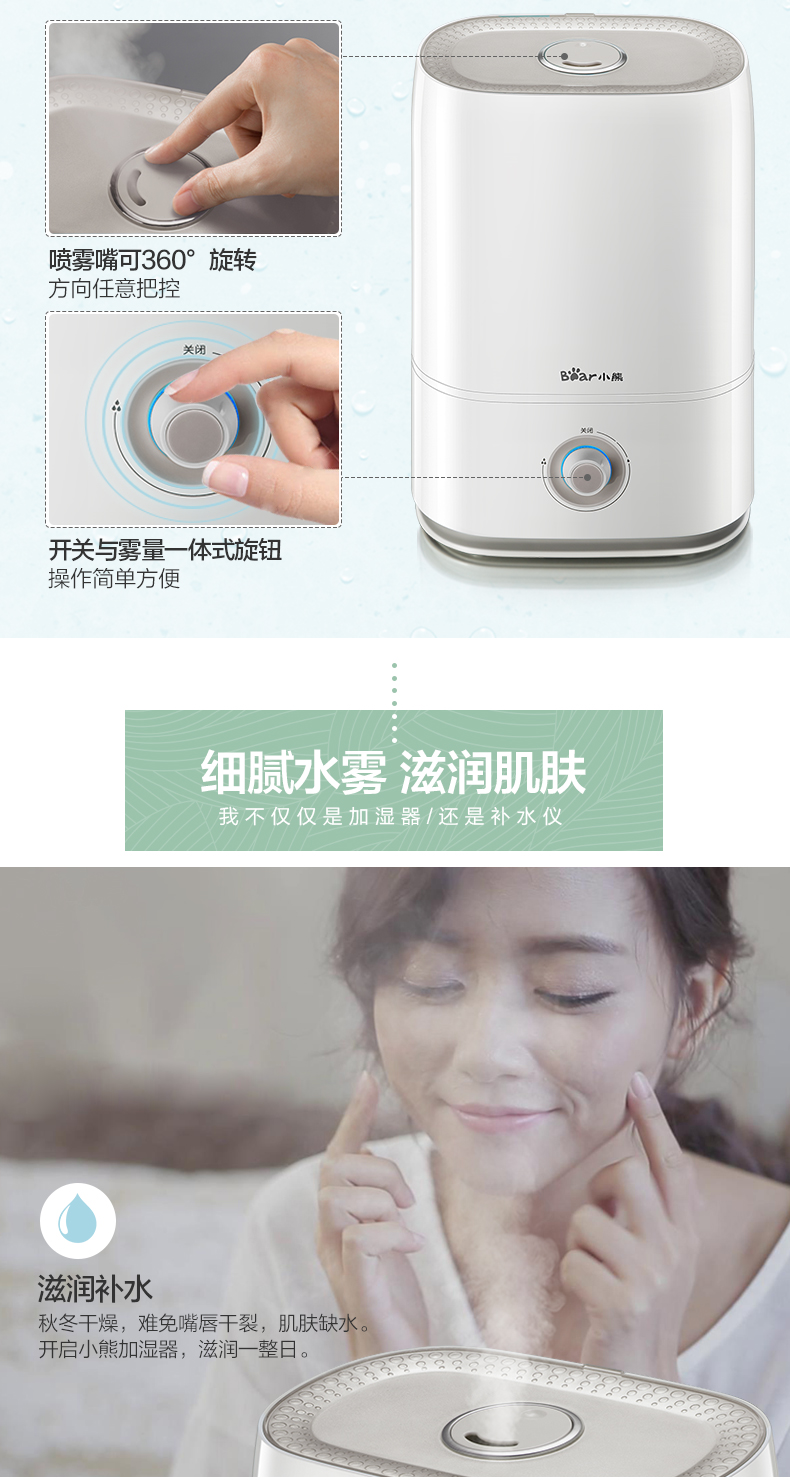 喷雾嘴可360°旋转
方向任意把控
关闭
开关与雾量一体式旋钮
操作简单方便
Bear小熊
关闭
细腻水雾 滋润肌肤
我不仅仅是加湿器/还是补水仪
滋润补水
秋冬干燥，难免嘴唇干裂，肌肤缺水。
开启小熊加湿器，滋润一整日。